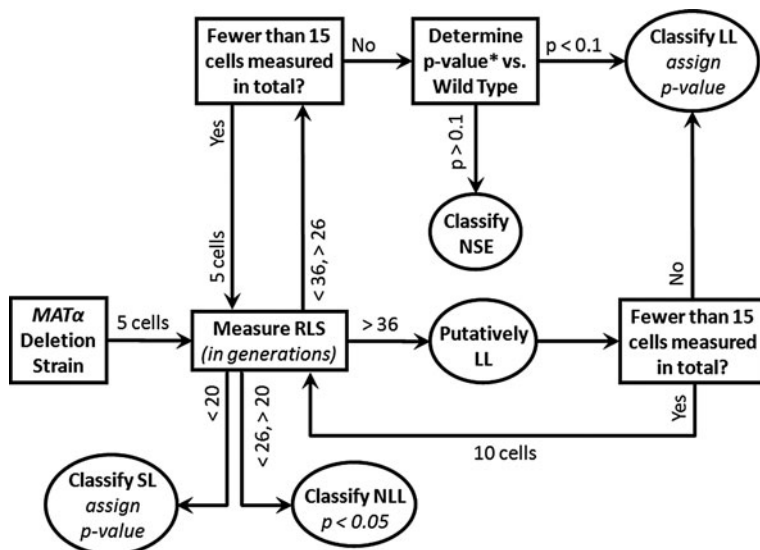 Fewer than 15
cells measured
in total?
No
Determine
p-value* vs.
Wild Type
p < 0.1
Classify LL
assign
p-value
Yes
5 cells
< 36, > 26
p > 0.1
Classify
NSE
No
MATα
Deletion
Strain
5 cells
Measure RLS
(in generations)
> 36
Putatively
LL
Fewer than 15
cells measured
in total?
Yes
10 cells
< 20
< 26, > 20
Classify SL
assign
p-value
Classify NLL
p < 0.05